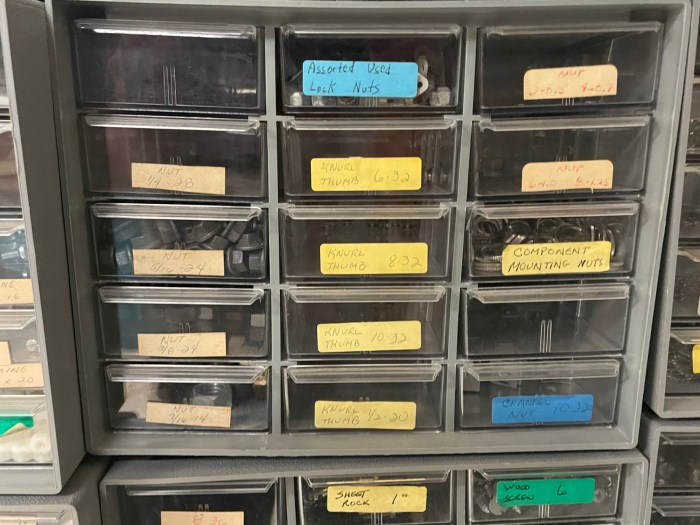 Assorted Used
Lock Nuts
NUT
NUT
1/4-28
KNURL
THUMB 6-32
NUT
NUT
5/16-24
KNURL
THUMB 8-32
COMPONENT
MOUNTING NUTS
NUT
3/8-24
KNURL
THUMB 10-32
NUT
7/16-14
KNURL
THUMB 1/2-20
CHANNEL
NUT 10-32
SHEET
ROCK 1"
WOOD
SCREW 6
16
x 20